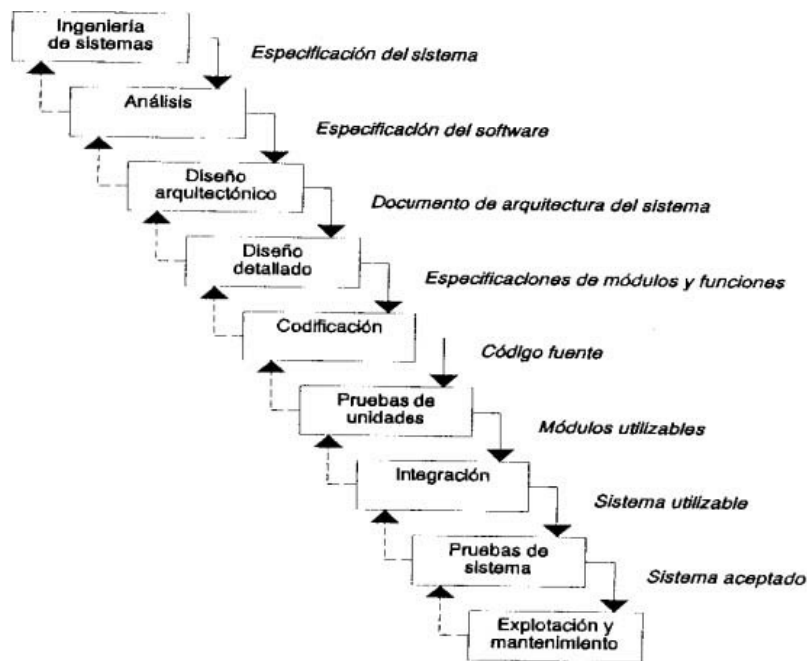 Ingeniería
de sistemas
Especificación del sistema
Análisis
Especificación del software
Diseño
arquitectónico
Documento de arquitectura del sistema
Diseño
detallado
Especificaciones de módulos y funciones
Codificación
Código fuente
Pruebas de
unidades
Módulos utilizables
Integración
Sistema utilizable
Pruebas de
sistema
Sistema aceptado
Explotación y
mantenimiento